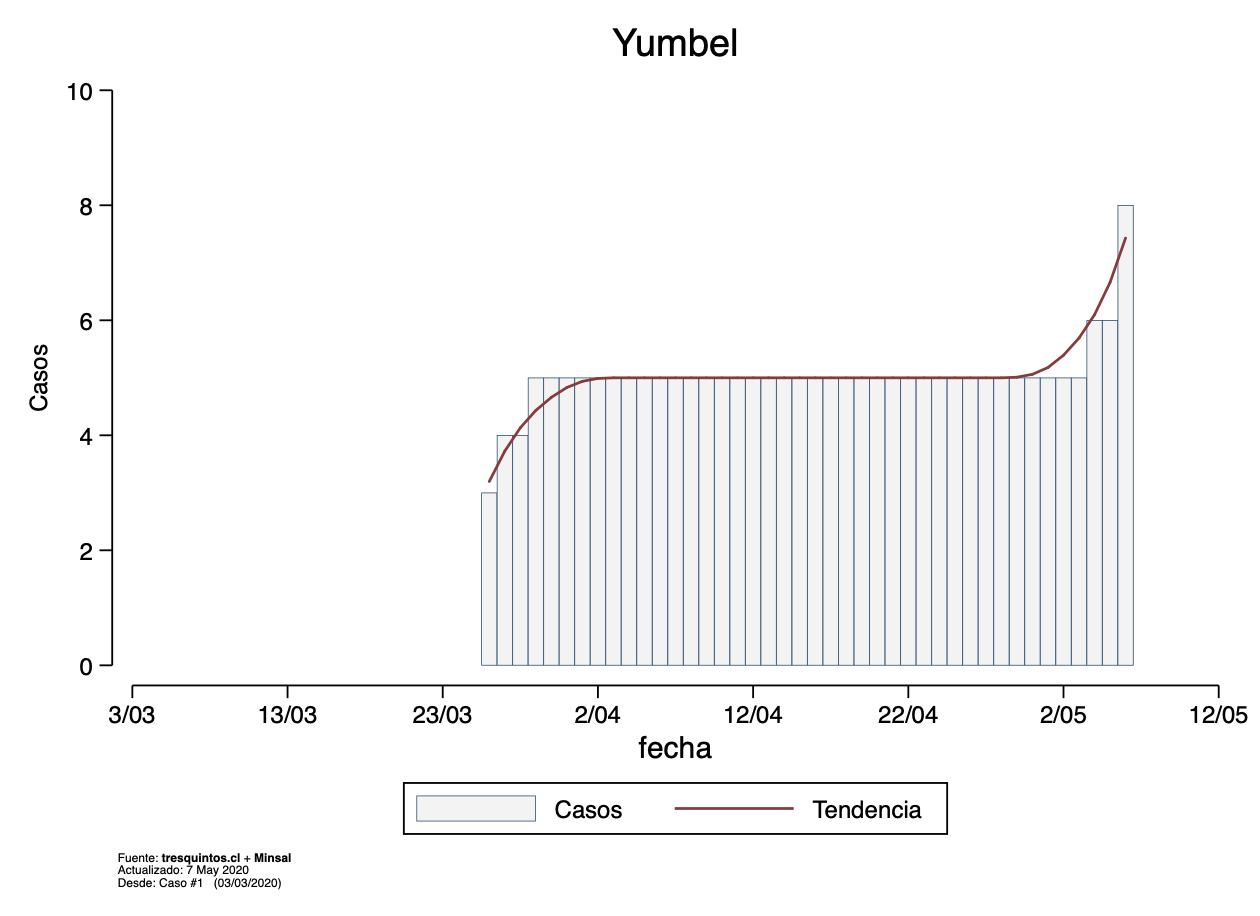 Yumbel
10
8
6
4
2
0
Casos
3/03 13/03 23/03 2/04 12/04 22/04 2/05 12/05
fecha
Casos Tendencia
Fuente: tresquintos.cl + Minsal
Actualizado: 7 May 2020
Desde: Caso #1 (03/03/2020)